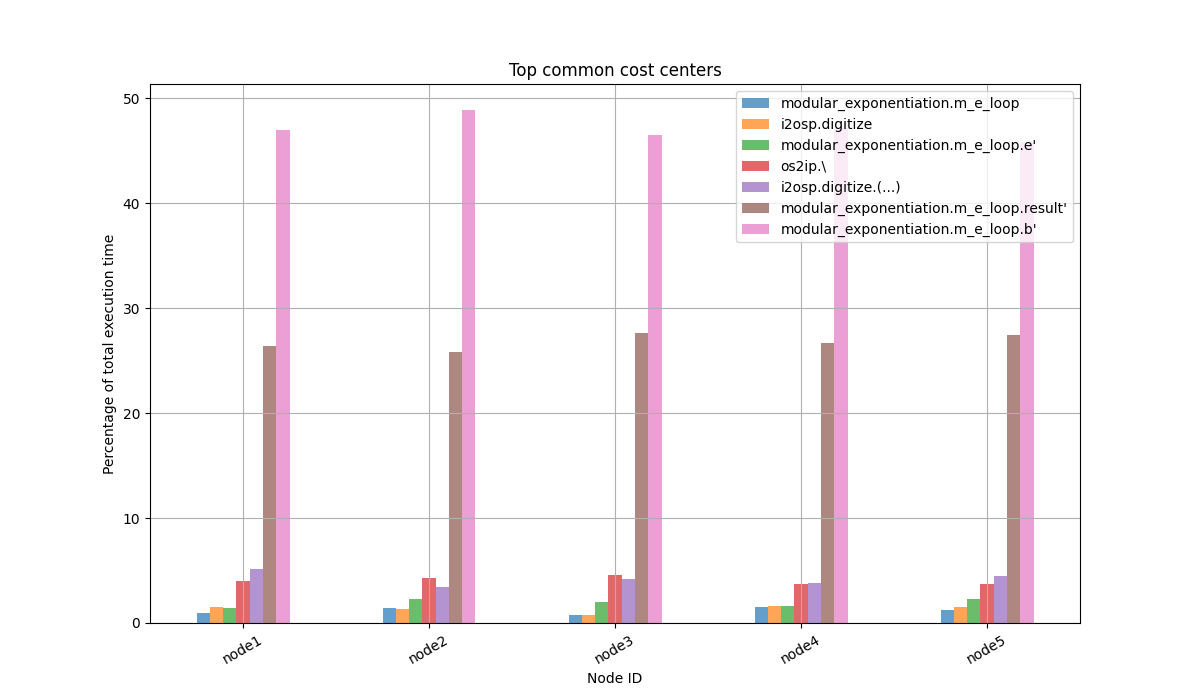 Top common cost centers
50
40
30
20
10
0
Percentage of total execution time
modular_exponentiation.m_e_loop
i2osp.digitize
modular_exponentiation.m_e_loop.e'
os2ip.\
i2osp.digitize.(...)
modular_exponentiation.m_e_loop.result'
modular_exponentiation.m_e_loop.b'
node1
node2
node3
node4
node5
Node ID